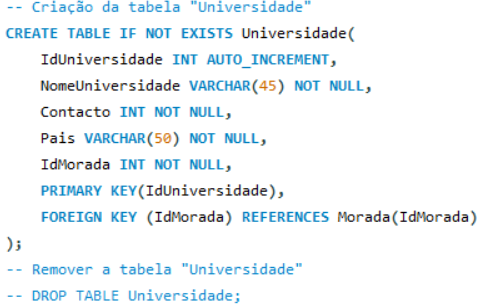 -- Criação da tabela "Universidade"
CREATE TABLE IF NOT EXISTS Universidade(
    IdUniversidade INT AUTO_INCREMENT,
    NomeUniversidade VARCHAR(45) NOT NULL,
    Contacto INT NOT NULL,
    Pais VARCHAR(50) NOT NULL,
    IdMorada INT NOT NULL,
    PRIMARY KEY(IdUniversidade),
    FOREIGN KEY (IdMorada) REFERENCES Morada(IdMorada)
);
-- Remover a tabela "Universidade"
-- DROP TABLE Universidade;